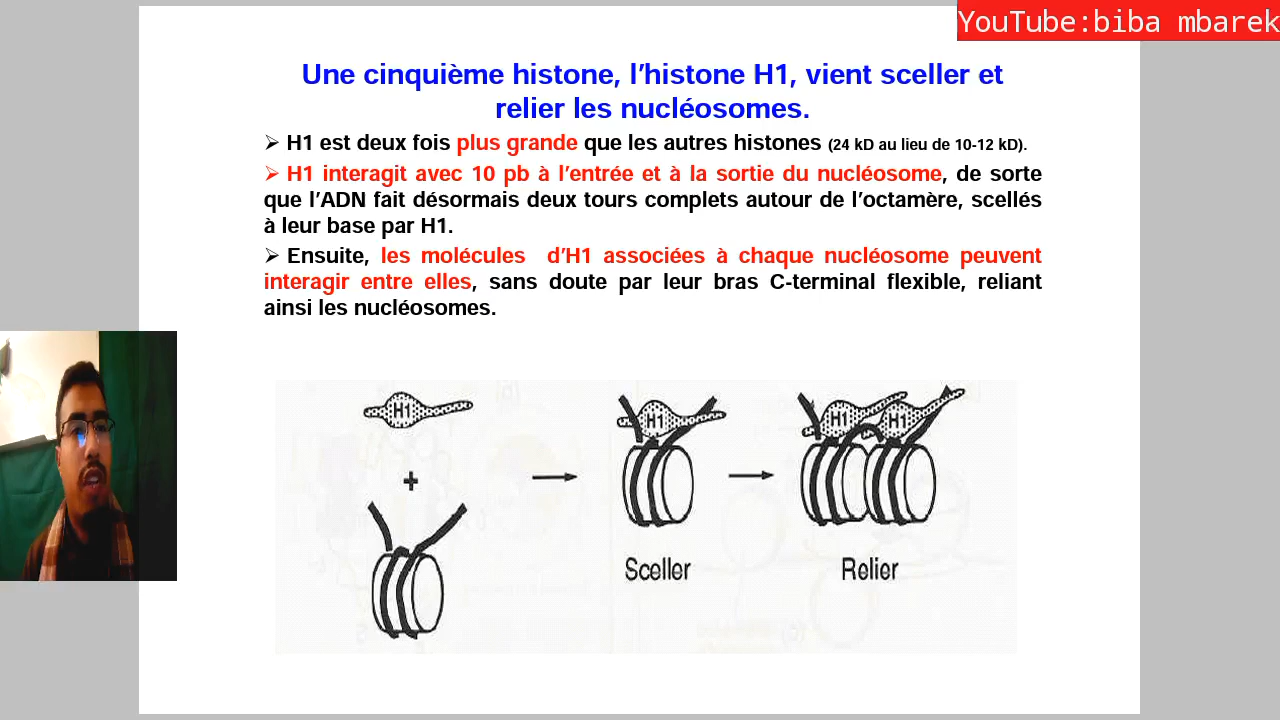 YouTube:biba mbarek
Une cinquième histone, l’histone H1, vient sceller et
relier les nucléosomes.
➢ H1 est deux fois plus grande que les autres histones (24 kD au lieu de 10-12 kD).
➢ H1 interagit avec 10 pb à l’entrée et à la sortie du nucléosome, de sorte
que l’ADN fait désormais deux tours complets autour de l’octamère, scellés
à leur base par H1.
➢ Ensuite, les molécules d’H1 associées à chaque nucléosome peuvent
interagir entre elles, sans doute par leur bras C-terminal flexible, reliant
ainsi les nucléosomes.
H1
H1
H1
H1
+
Sceller
Relier